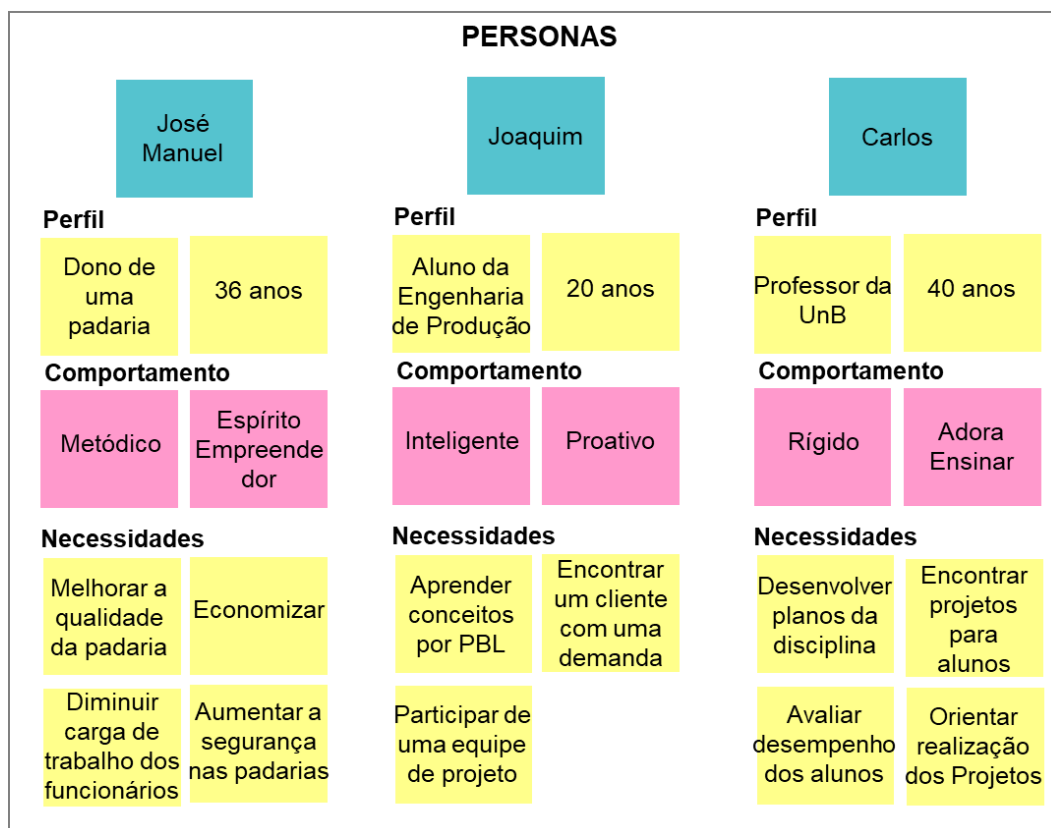 PERSONAS
José
Manuel
Joaquim
Carlos
Perfil
Dono de
uma
padaria
36 anos
Comportamento
Metódico
Espírito
Empreende
dor
Necessidades
Melhorar a
qualidade
da padaria
Economizar
Diminuir
carga de
trabalho dos
funcionários
Aumentar a
segurança
nas padarias
Perfil
Aluno da
Engenharia
de Produção
20 anos
Comportamento
Inteligente
Proativo
Necessidades
Aprender
conceitos
por PBL
Encontrar
um cliente
com uma
demanda
Participar de
uma equipe
de projeto
Perfil
Professor da
UnB
40 anos
Comportamento
Rígido
Adora
Ensinar
Necessidades
Desenvolver
planos da
disciplina
Encontrar
projetos
para
alunos
Avaliar
desempenho
dos alunos
Orientar
realização
dos Projetos